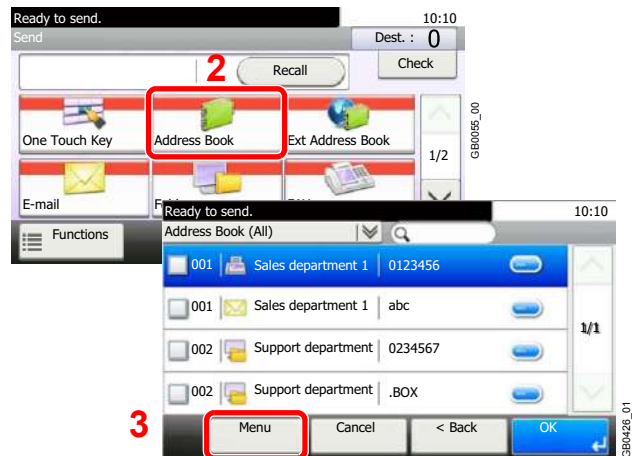 Ready to send.
10:10
Send
Dest. : 0
2
Recall
Check
One Touch Key
Address Book
Ext Address Book
1/2
GB0055_00
E-mail
Functions
Ready to send.
10:10
Address Book (All)
001 Sales department 1 0123456
001 Sales department 1 abc
1/1
002 Support department 0234567
002 Support department .BOX
3
Menu
Cancel
< Back
OK
GB0426_01